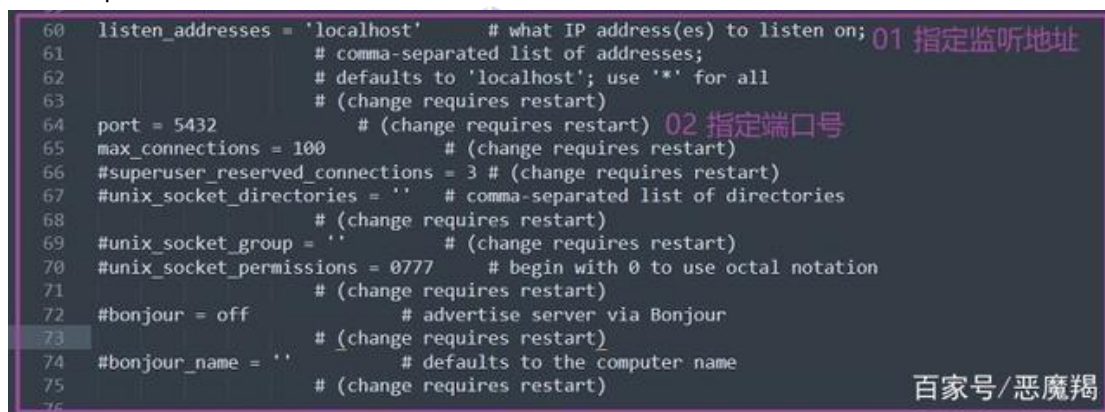 60 listen_addresses = 'localhost' # what IP address(es) to listen on; 01 指定监听地址
61 # comma-separated list of addresses;
62 # defaults to 'localhost'; use '*' for all
63 # (change requires restart)
64 port = 5432 # (change requires restart) 02 指定端口号
65 max_connections = 100 # (change requires restart)
66 #superuser_reserved_connections = 3 # (change requires restart)
67 #unix_socket_directories = '' # comma-separated list of directories
68 # (change requires restart)
69 #unix_socket_group = '' # (change requires restart)
70 #unix_socket_permissions = 0777 # begin with 0 to use octal notation
71 # (change requires restart)
72 #bonjour = off # advertise server via Bonjour
73 # (change requires restart)
74 #bonjour_name = '' # defaults to the computer name
75 # (change requires restart)
76
百家号/恶魔羯